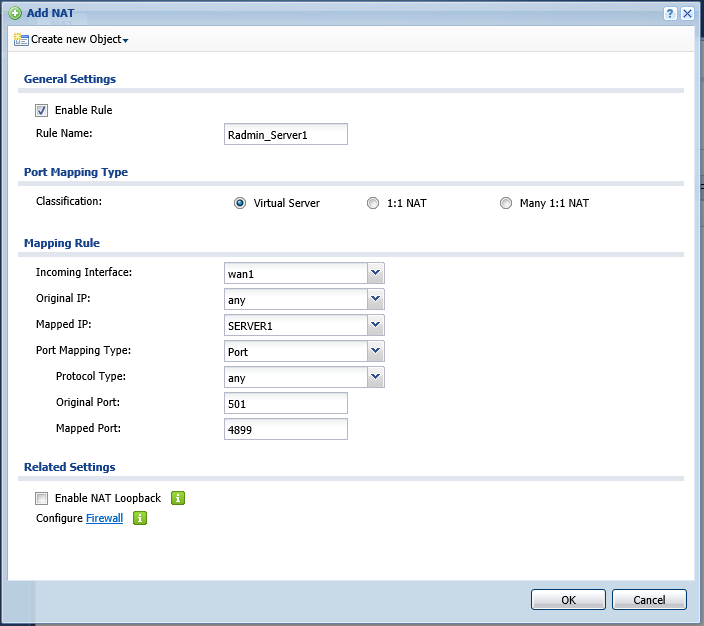 Add NAT
Create new Object
General Settings
Enable Rule
Rule Name: Radmin_Server1
Port Mapping Type
Classification: Virtual Server 1:1 NAT Many 1:1 NAT
Mapping Rule
Incoming Interface: wan1
Original IP: any
Mapped IP: SERVER1
Port Mapping Type: Port
Protocol Type: any
Original Port: 501
Mapped Port: 4899
Related Settings
Enable NAT Loopback
Configure Firewall
OK Cancel